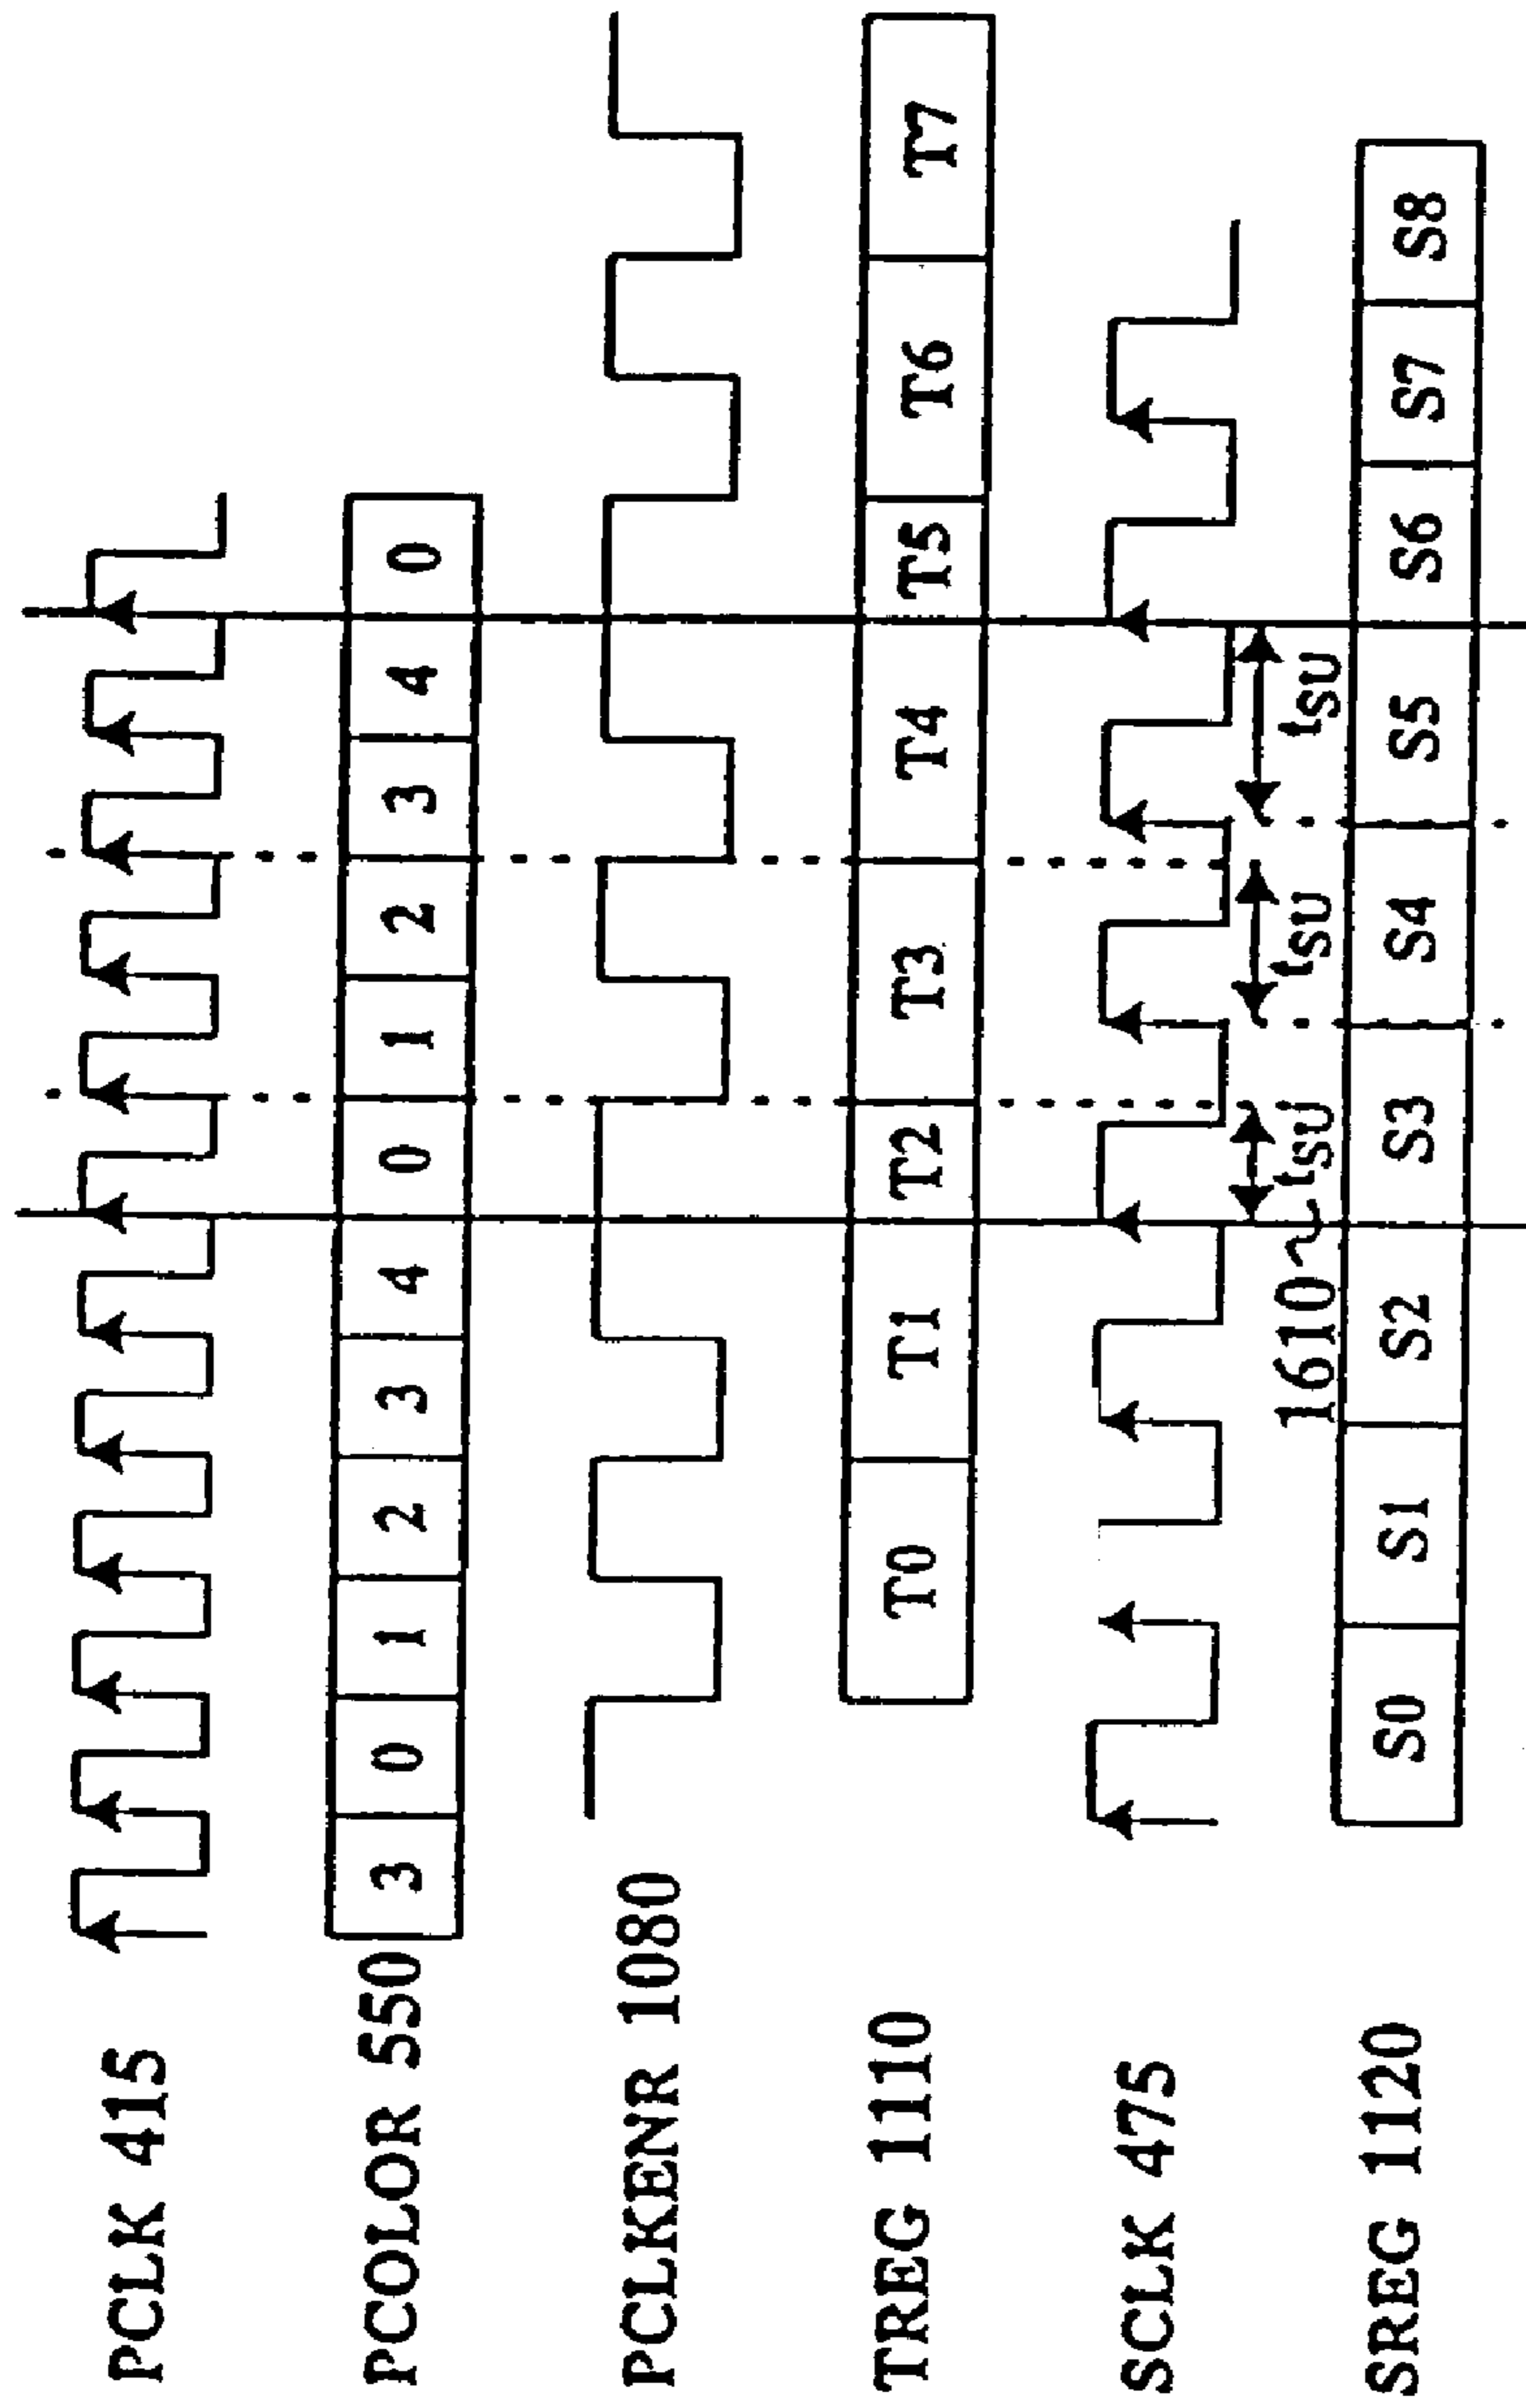 PCLK 415
PCOLOR 550 3 0 1 2 3 4 0 1 2 3 4 0
PCLKENR 1080
TREG 1110 T0 T1 T2 T3 T4 T5 T6 T7
SCLK 475
1610 tSU tSU tSU
SREG 1120 S0 S1 S2 S3 S4 S5 S6 S7 S8